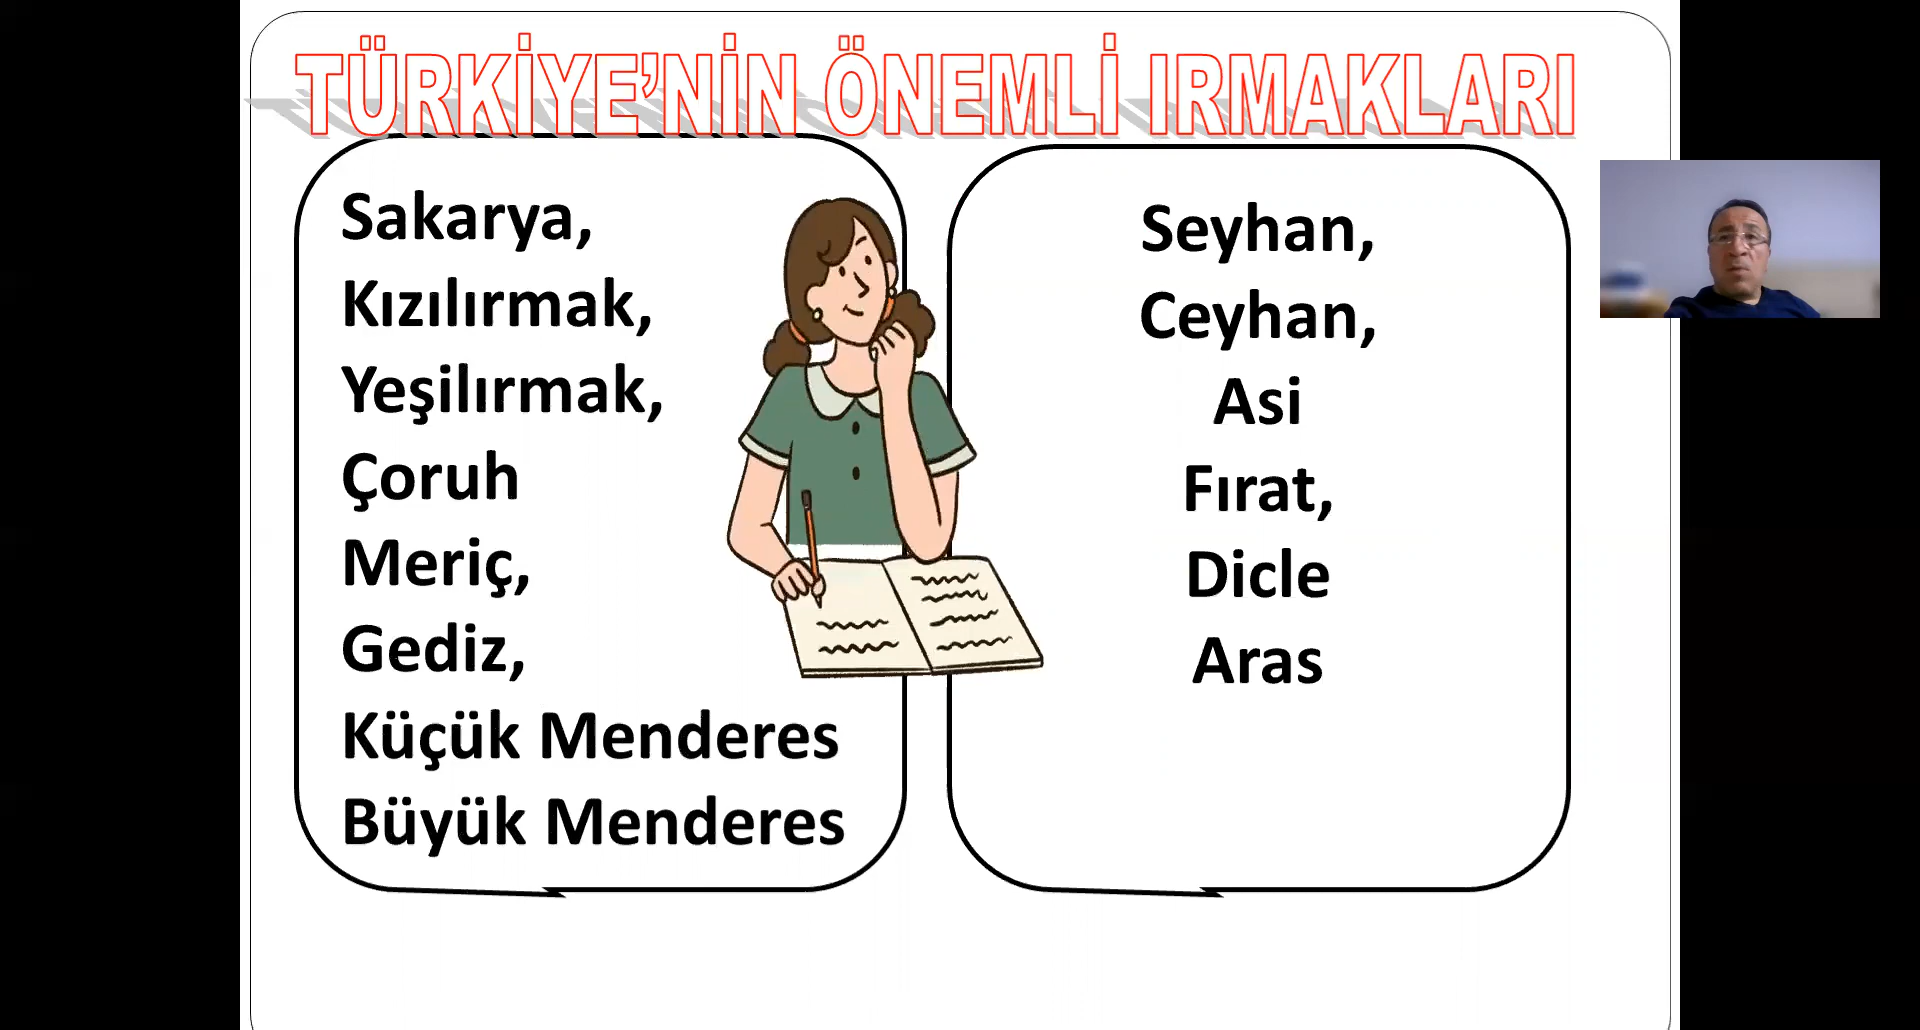 TÜRKİYE’NİN ÖNEMLİ IRMAKLARI
Sakarya,
Kızılırmak,
Yeşilırmak,
Çoruh
Meriç,
Gediz,
Küçük Menderes
Büyük Menderes
Seyhan,
Ceyhan,
Asi
Fırat,
Dicle
Aras